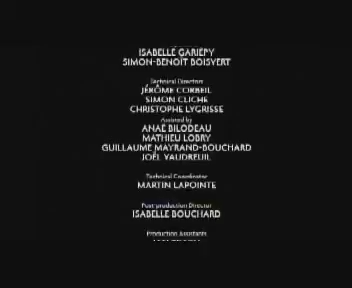 ISABELLE GARIÉPY
SIMON-BENOÎT BOISVERT
Technical Directors
JÉRÔME CORBEIL
SIMON CLICHE
CHRISTOPHE LYGRISSE
Assisted by
ANAË BILODEAU
MATHIEU LOBRY
GUILLAUME MAYRAND-BOUCHARD
JOËL VAUDREUIL
Technical Coordinator
MARTIN LAPOINTE
Post-production Director
ISABELLE BOUCHARD
Production Assistants